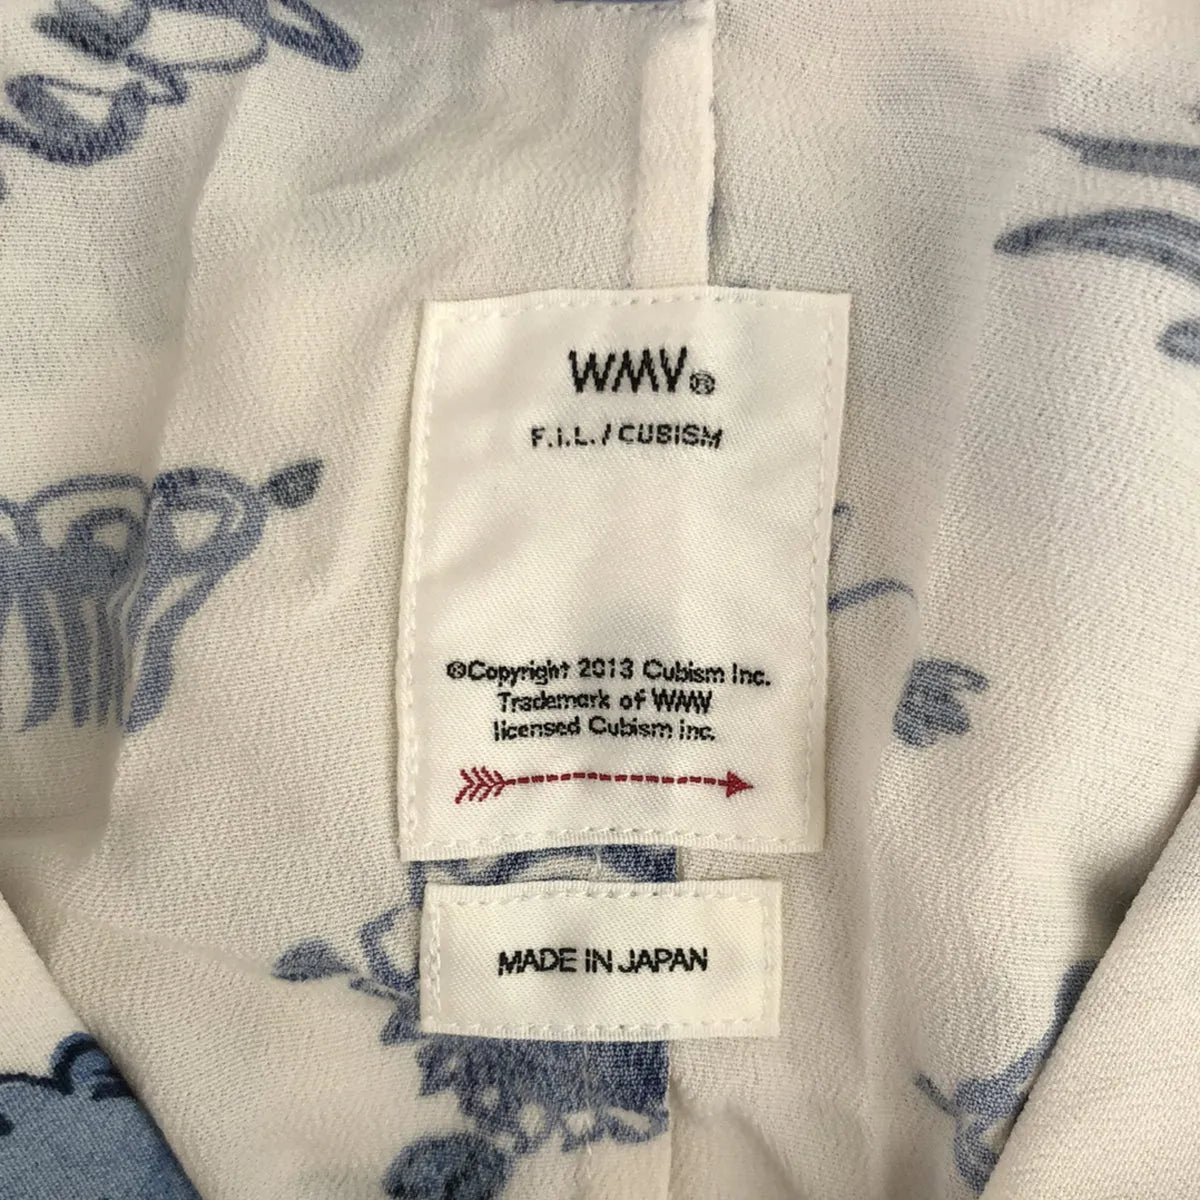 WMV®
F.I.L. / CUBISM
©Copyright 2013 Cubism Inc.
Trademark of WMV
licensed Cubism inc.
MADE IN JAPAN